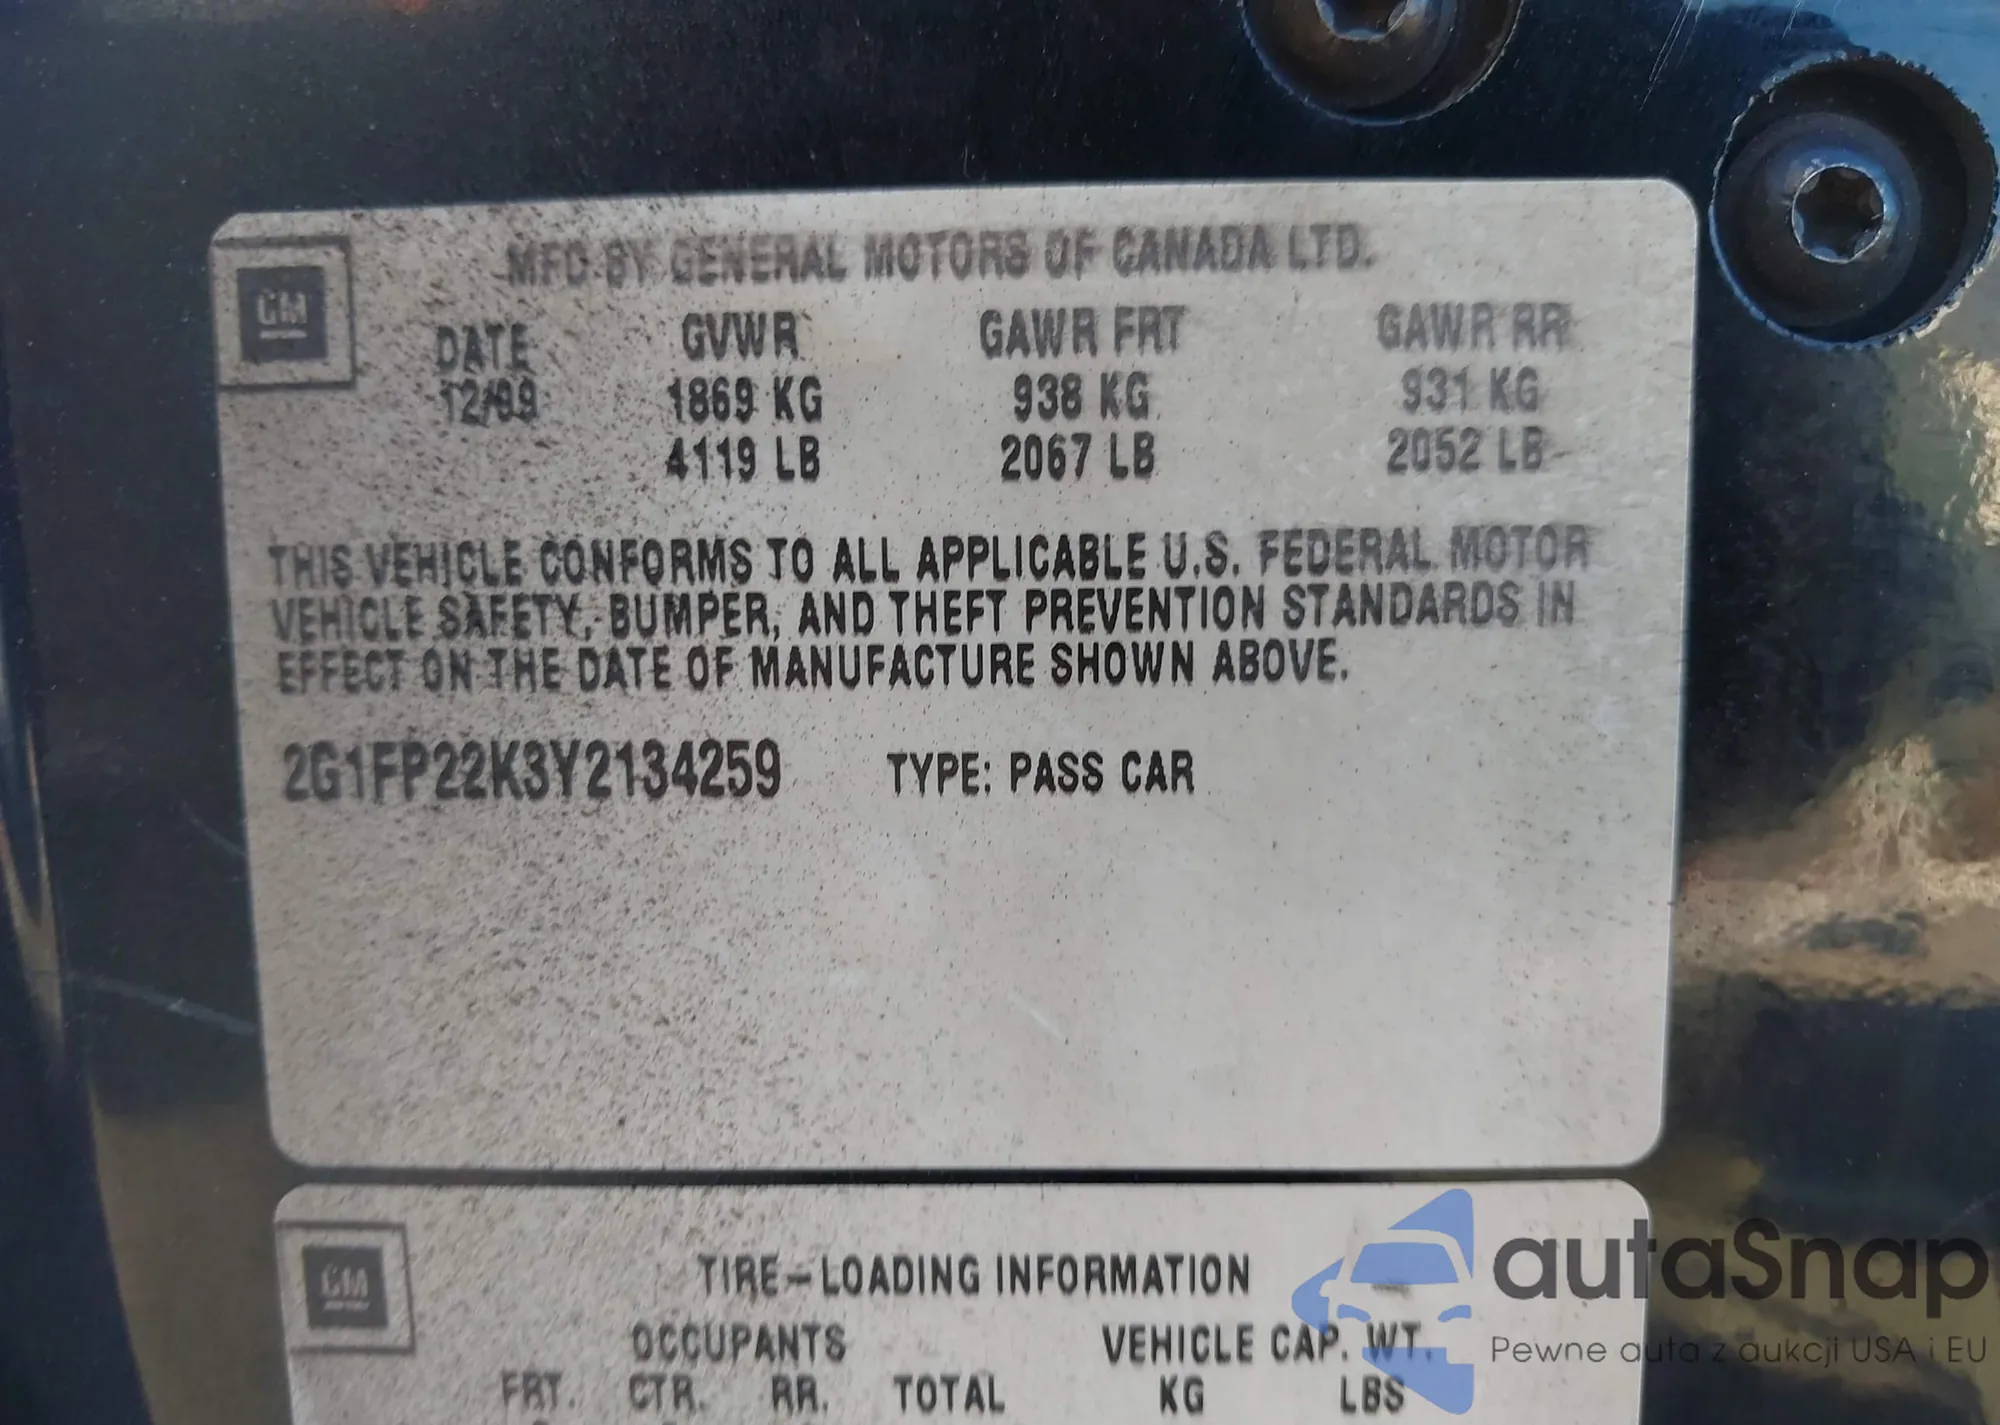 GM
MFD BY GENERAL MOTORS OF CANADA LTD.
DATE GVWR GAWR FRT GAWR RR
12/99 1869 KG 938 KG 931 KG
4119 LB 2067 LB 2052 LB
THIS VEHICLE CONFORMS TO ALL APPLICABLE U.S. FEDERAL MOTOR
VEHICLE SAFETY, BUMPER, AND THEFT PREVENTION STANDARDS IN
EFFECT ON THE DATE OF MANUFACTURE SHOWN ABOVE.
2G1FP22K3Y2134259 TYPE: PASS CAR
GM
TIRE-LOADING INFORMATION
OCCUPANTS VEHICLE CAP. WT.
FRT. CTR. RR. TOTAL KG LBS
autaSnap
Pewne auta z aukcji USA i EU